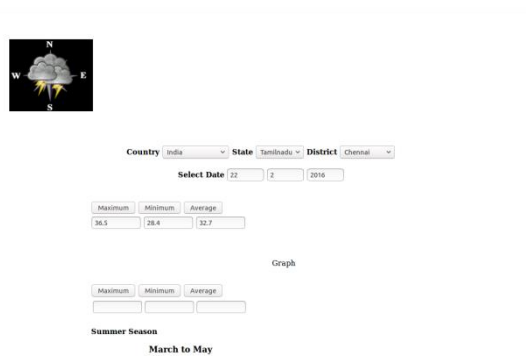 N
W E
S
Country India State Tamilnadu District Chennai
Select Date 22 2 2016
Maximum Minimum Average
36.5 28.4 32.7
Graph
Maximum Minimum Average
Summer Season
March to May